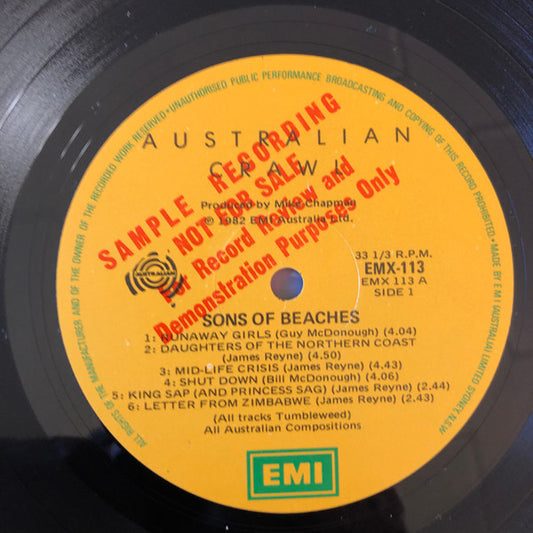 ALL RIGHTS OF THE MANUFACTURER AND OF THE OWNER OF THE RECORDED WORK RESERVED•UNAUTHORISED PUBLIC PERFORMANCE BROADCASTING AND COPYING OF THIS RECORD PROHIBITED.•MADE BY E M I (AUSTRALIA) LIMITED SYDNEY N.S.W.
AUSTRALIAN
CRAWL
Produced by Mike Chapman
© 1982 EMI Australia Ltd.
SAMPLE RECORDING
NOT FOR SALE
For Record Review and
Demonstration Purposes Only
AUSTRALIAN
33 1/3 R.P.M.
EMX-113
EMX 113 A
SIDE 1
SONS OF BEACHES
1: RUNAWAY GIRLS (Guy McDonough) (4.04)
2: DAUGHTERS OF THE NORTHERN COAST
(James Reyne) (4.50)
3: MID-LIFE CRISIS (James Reyne) (4.43)
4: SHUT DOWN (Bill McDonough) (4.06)
5: KING SAP (AND PRINCESS SAG) (James Reyne) (2.44)
6: LETTER FROM ZIMBABWE (James Reyne) (2.43)
(All tracks Tumbleweed)
All Australian Compositions
EMI